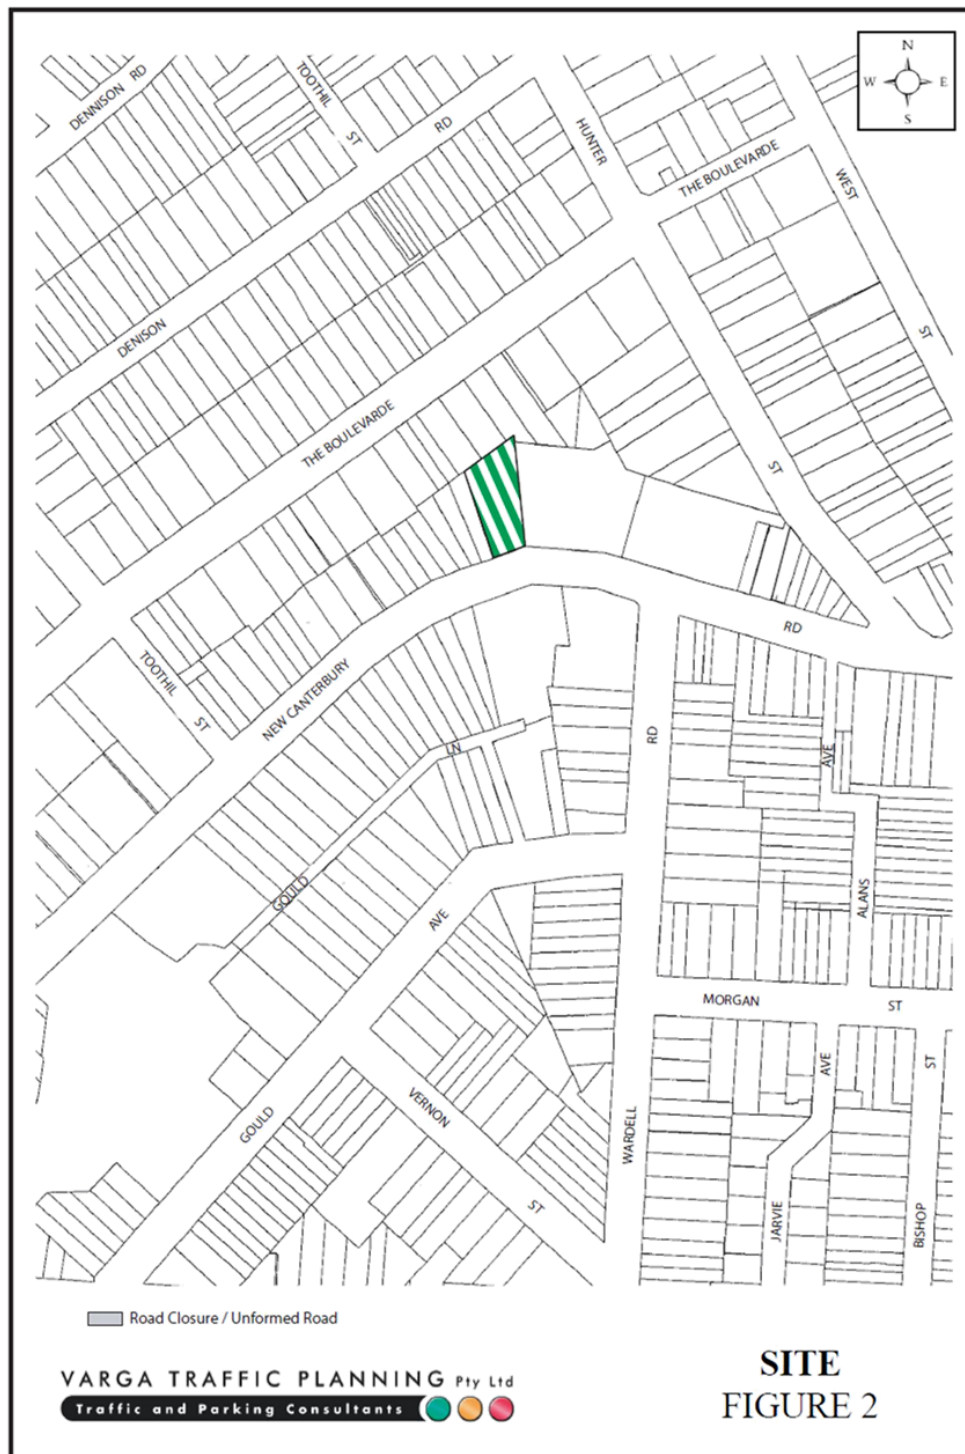 N
W E
S
DENNISON RD
TOOTHIL ST
RD
HUNTER
THE BOULEVARDE
WEST
DENISON
ST
THE BOULEVARDE
ST
RD
TOOTHIL ST
NEW CANTERBURY
RD
LN
AVE
GOULD
ALANS
AVE
MORGAN ST
AVE
ST
VERNON
GOULD
WARDELL
ST
JARVIE
BISHOP
Road Closure / Unformed Road
VARGA TRAFFIC PLANNING Pty Ltd
Traffic and Parking Consultants
SITE
FIGURE 2